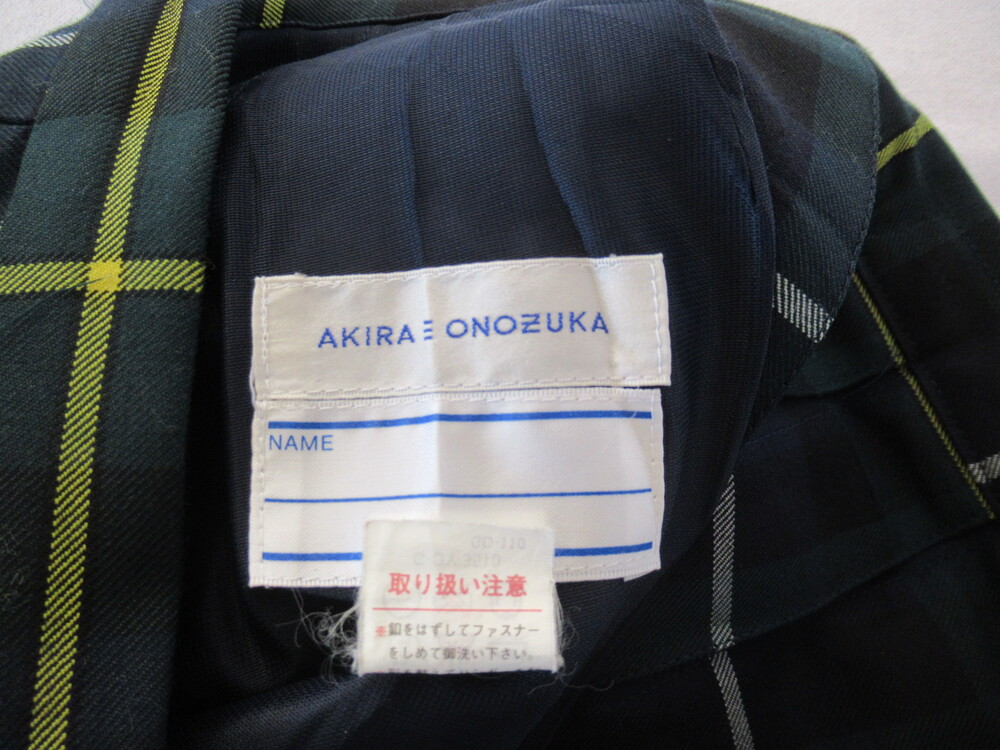 AKIRA ONOZUKA
NAME
取り扱い注意
※釦をはずしてファスナー
をしめて御洗い下さい。